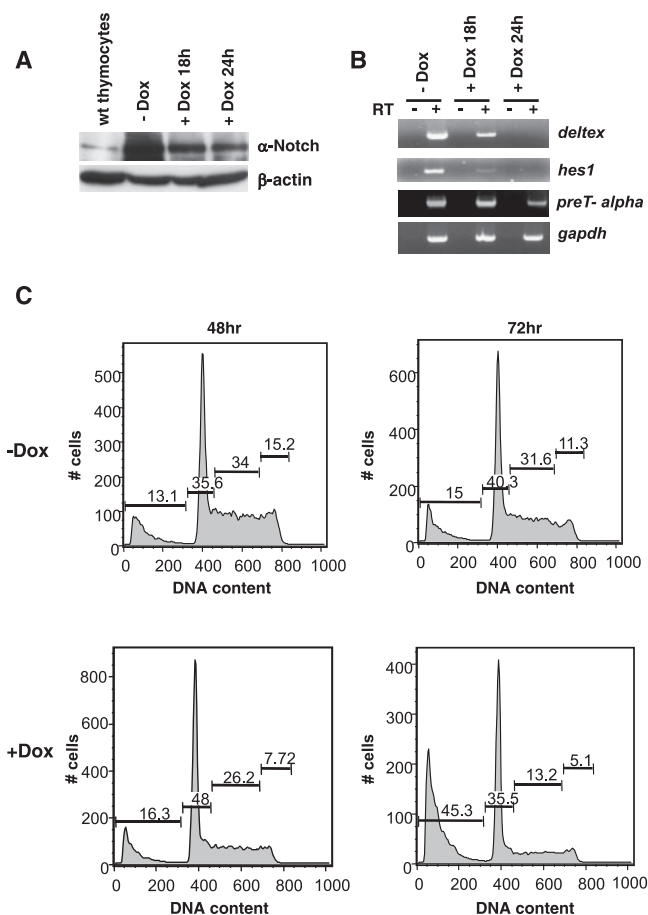 A
wt thymocytes
- Dox
+ Dox 18h
+ Dox 24h
α-Notch
β-actin
B
- Dox
+ Dox 18h
+ Dox 24h
RT - + - + - +
deltex
hes1
preT- alpha
gapdh
C
48hr
72hr
-Dox
# cells
500
400
300
200
100
0
13.1
35.6
34
15.2
0 200 400 600 800 1000
DNA content
# cells
600
400
200
0
15
40.3
31.6
11.3
0 200 400 600 800 1000
DNA content
+Dox
# cells
800
600
400
200
0
16.3
48
26.2
7.72
0 200 400 600 800 1000
DNA content
# cells
400
300
200
100
0
45.3
35.5
13.2
5.1
0 200 400 600 800 1000
DNA content